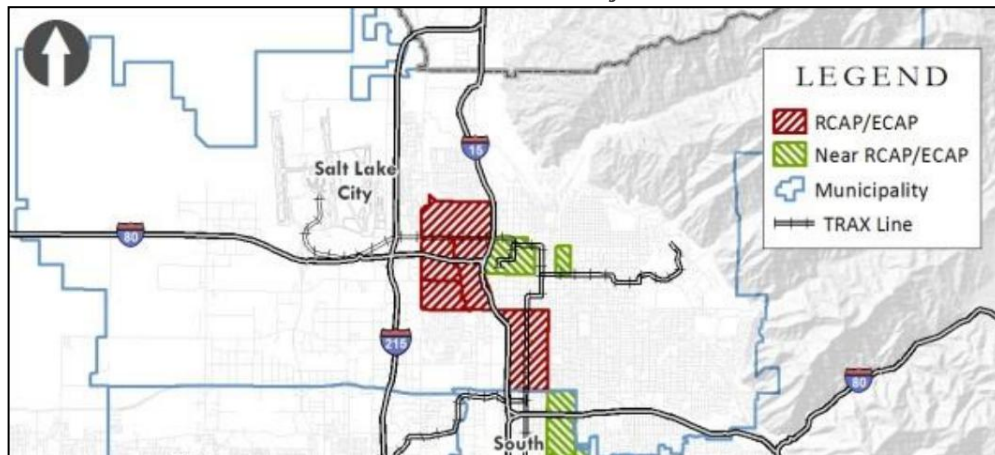 LEGEND
RCAP/ECAP
Near RCAP/ECAP
Municipality
TRAX Line
15
Salt Lake
City
80
215
80
South